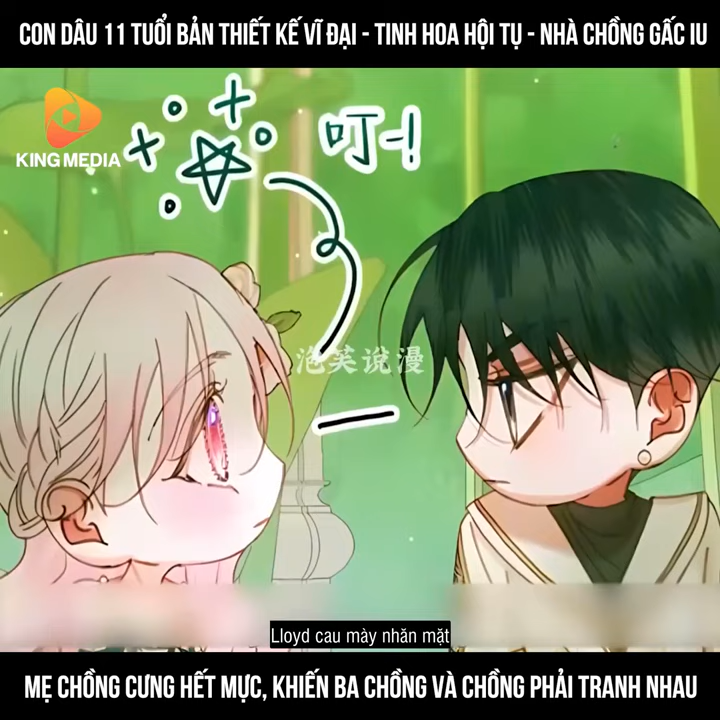 CON DÂU 11 TUỔI BẢN THIẾT KẾ VĨ ĐẠI - TINH HOA HỘI TỤ - NHÀ CHỒNG GẤC IU
叮~!
KING MEDIA
泡芙说漫
Lloyd cau mày nhăn mặt
MẸ CHỒNG CƯNG HẾT MỰC, KHIẾN BA CHỒNG VÀ CHỒNG PHẢI TRANH NHAU